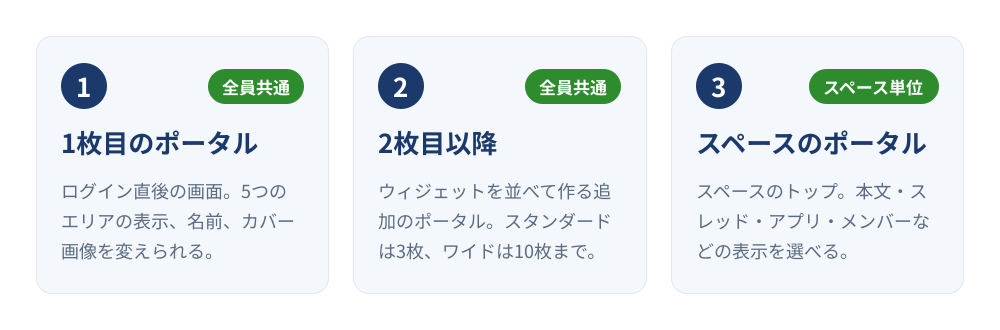 1
全員共通
1枚目のポータル
ログイン直後の画面。5つの
エリアの表示、名前、カバー
画像を変えられる。
2
全員共通
2枚目以降
ウィジェットを並べて作る追
加のポータル。スタンダード
は3枚、ワイドは10枚まで。
3
スペース単位
スペースのポータル
スペースのトップ。本文・ス
レッド・アプリ・メンバーな
どの表示を選べる。